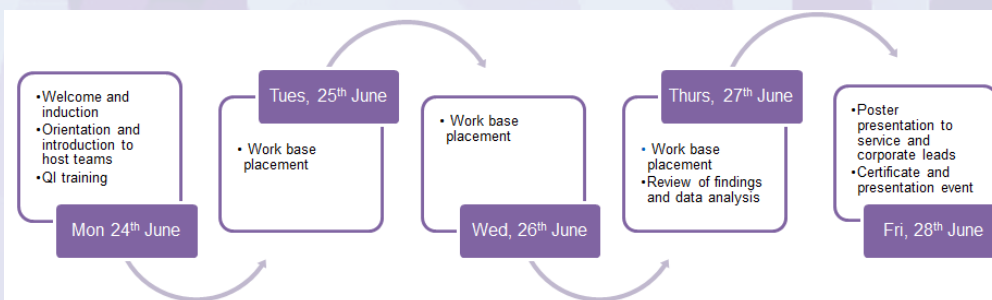 •Welcome and
induction
•Orientation and
introduction to
host teams
•QI training
Mon 24th June
Tues, 25th June
• Work base
placement
• Work base
placement
Wed, 26th June
Thurs, 27th June
• Work base
placement
•Review of findings
and data analysis
•Poster
presentation to
service and
corporate leads
•Certificate and
presentation event
Fri, 28th June